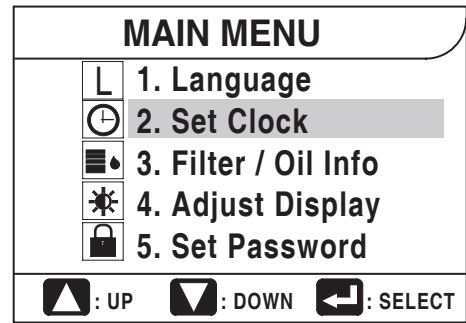 MAIN MENU
L 1. Language
2. Set Clock
3. Filter / Oil Info
4. Adjust Display
5. Set Password
: UP : DOWN : SELECT